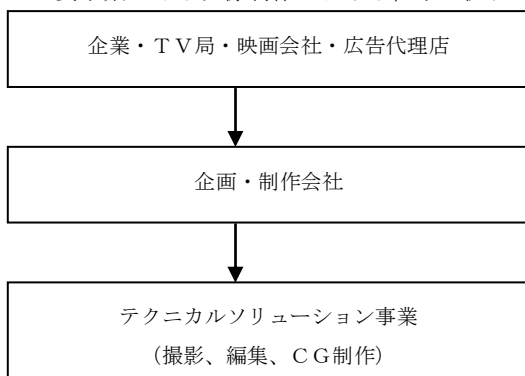 企業・ＴＶ局・映画会社・広告代理店
企画・制作会社
テクニカルソリューション事業
（撮影、編集、ＣＧ制作）